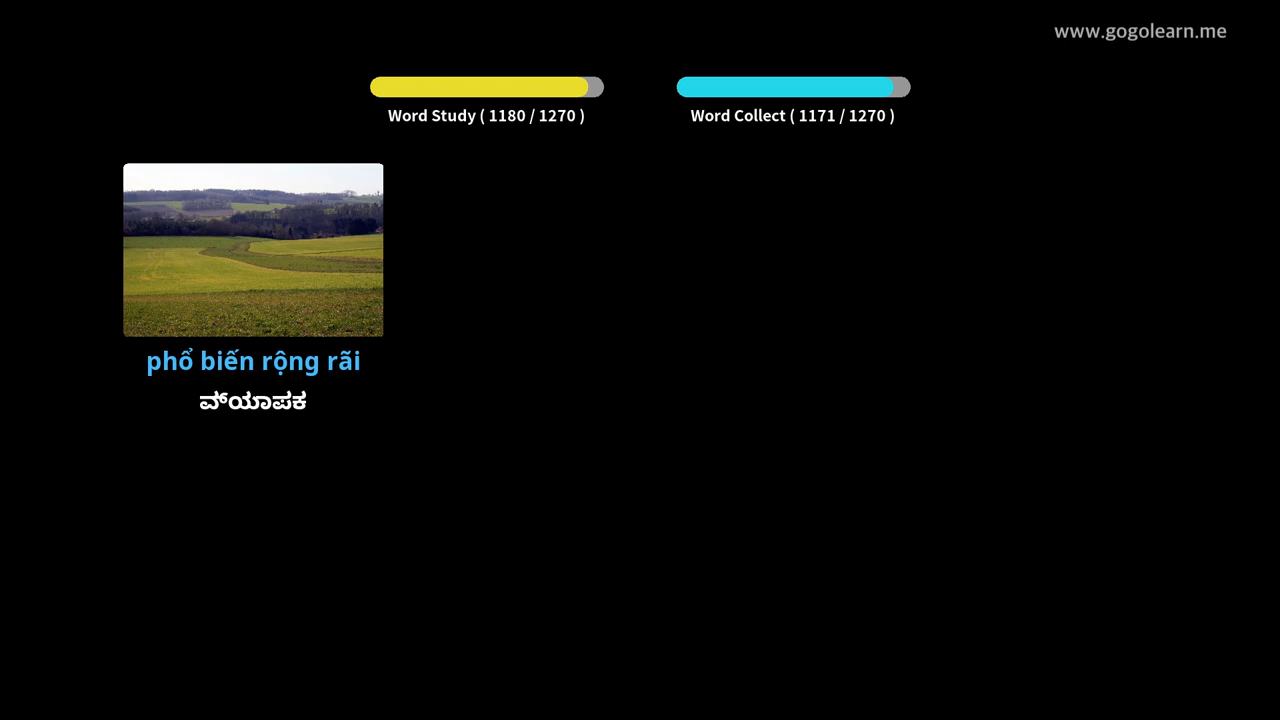 www.gogolearn.me
Word Study ( 1180 / 1270 )
Word Collect ( 1171 / 1270 )
phổ biến rộng rãi
ವ್ಯಾಪಕ